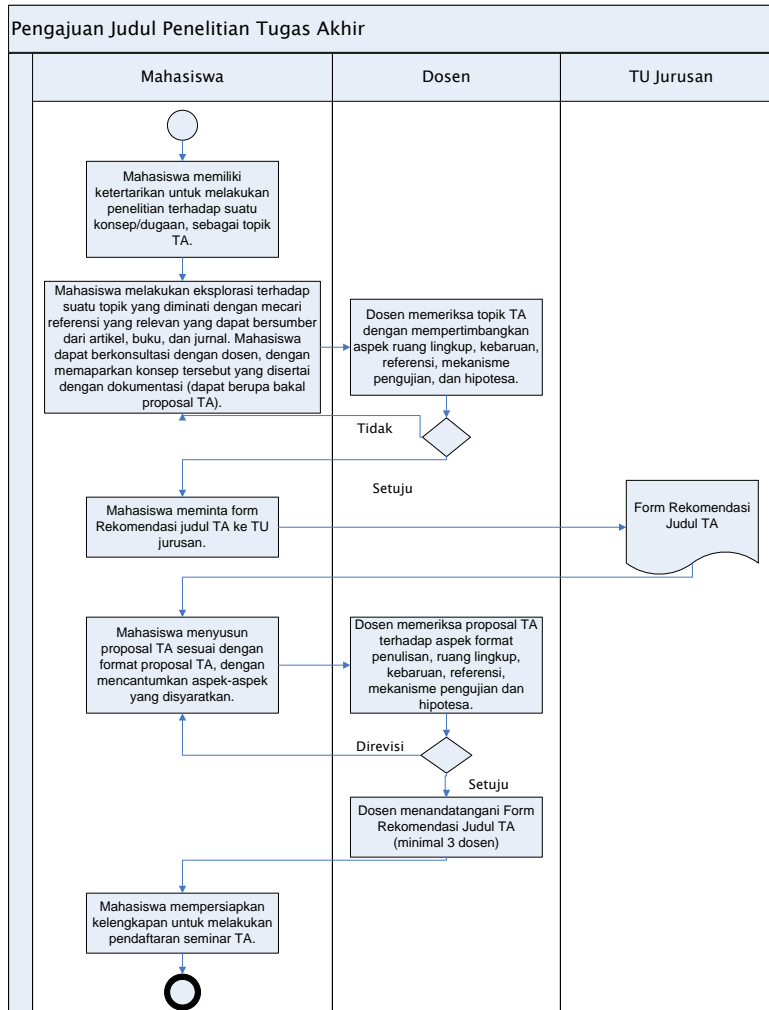 Pengajuan Judul Penelitian Tugas Akhir
Mahasiswa
Dosen
TU Jurusan
Mahasiswa memiliki
ketertarikan untuk melakukan
penelitian terhadap suatu
konsep/dugaan, sebagai topik
TA.
Mahasiswa melakukan eksplorasi terhadap
suatu topik yang diminati dengan mecari
referensi yang relevan yang dapat bersumber
dari artikel, buku, dan jurnal. Mahasiswa
dapat berkonsultasi dengan dosen, dengan
memaparkan konsep tersebut yang disertai
dengan dokumentasi (dapat berupa bakal
proposal TA).
Dosen memeriksa topik TA
dengan mempertimbangkan
aspek ruang lingkup, kebaruan,
referensi, mekanisme
pengujian, dan hipotesa.
Tidak
Setuju
Mahasiswa meminta form
Rekomendasi judul TA ke TU
jurusan.
Form Rekomendasi
Judul TA
Mahasiswa menyusun
proposal TA sesuai dengan
format proposal TA, dengan
mencantumkan aspek-aspek
yang disyaratkan.
Dosen memeriksa proposal TA
terhadap aspek format
penulisan, ruang lingkup,
kebaruan, referensi,
mekanisme pengujian dan
hipotesa.
Direvisi
Setuju
Dosen menandatangani Form
Rekomendasi Judul TA
(minimal 3 dosen)
Mahasiswa mempersiapkan
kelengkapan untuk melakukan
pendaftaran seminar TA.